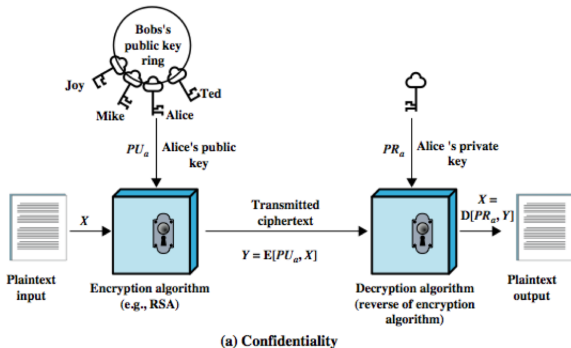 Bobs's
public key
ring
Joy
Ted
Mike
Alice
PUa
Alice's public
key
PRa
Alice 's private
key
X
Transmitted
ciphertext
X =
D[PRa, Y]
Y = E[PUa, X]
Plaintext
input
Encryption algorithm
(e.g., RSA)
Decryption algorithm
(reverse of encryption
algorithm)
Plaintext
output
(a) Confidentiality